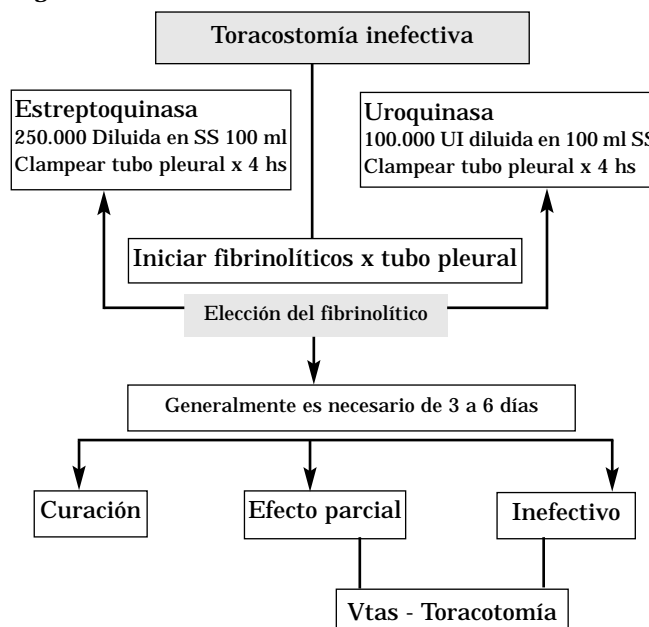 Toracostomía inefectiva
Estreptoquinasa
250.000 Diluida en SS 100 ml
Clampear tubo pleural x 4 hs
Uroquinasa
100.000 UI diluida en 100 ml SS
Clampear tubo pleural x 4 hs
Iniciar fibrinolíticos x tubo pleural
Elección del fibrinolítico
Generalmente es necesario de 3 a 6 días
Curación
Efecto parcial
Inefectivo
Vtas - Toracotomía